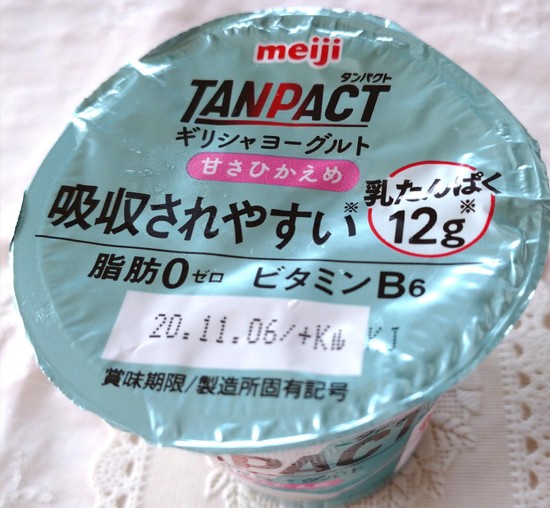 meiji
タンパクト
TANPACT
ギリシャヨーグルト
甘さひかえめ
吸収されやすい※
乳たんぱく
12g※
脂肪0ゼロ ビタミンB6
20.11.06/+Kル KJ
賞味期限/製造所固有記号